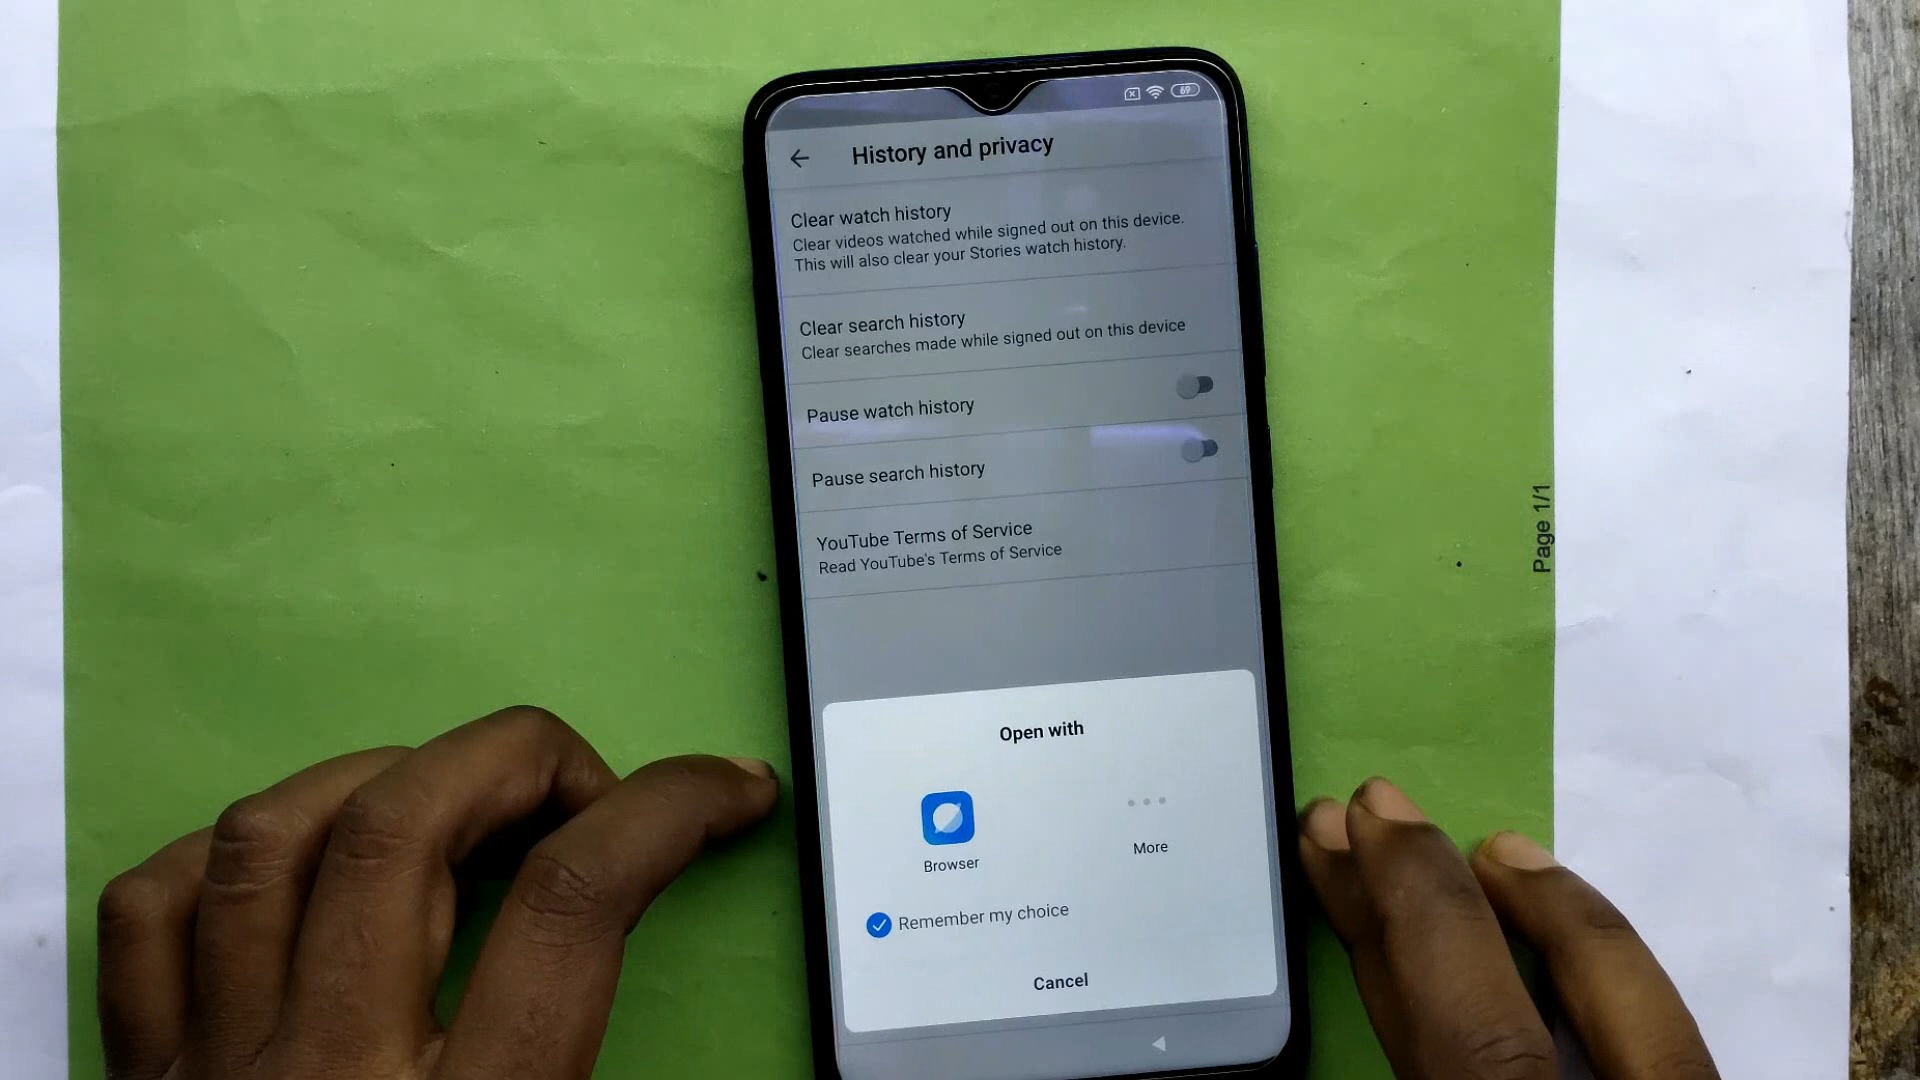 69
History and privacy
Clear watch history
Clear videos watched while signed out on this device.
This will also clear your Stories watch history.
Clear search history
Clear searches made while signed out on this device
Pause watch history
Pause search history
YouTube Terms of Service
Read YouTube's Terms of Service
Open with
Browser
More
Remember my choice
Cancel
Page 1/1